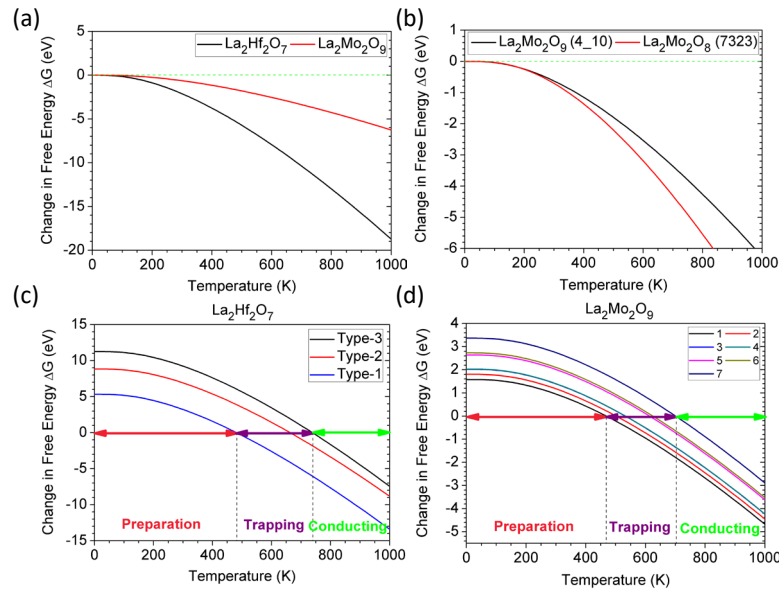 (a)
La₂Hf₂O₇ La₂Mo₂O₉
Change in Free Energy ΔG (eV)
0
-5
-10
-15
-20
0 200 400 600 800 1000
Temperature (K)
(b)
La₂Mo₂O₉ (4_10) La₂Mo₂O₈ (7323)
Change in Free Energy ΔG (eV)
1
0
-1
-2
-3
-4
-5
-6
0 200 400 600 800 1000
Temperature (K)
(c)
La₂Hf₂O₇
Type-3
Type-2
Type-1
Change in Free Energy ΔG (eV)
15
10
5
0
-5
-10
-15
Preparation Trapping Conducting
0 200 400 600 800 1000
Temperature (K)
(d)
La₂Mo₂O₉
1 2
3 4
5 6
7
Change in Free Energy ΔG (eV)
4
3
2
1
0
-1
-2
-3
-4
-5
Preparation Trapping Conducting
0 200 400 600 800 1000
Temperature (K)